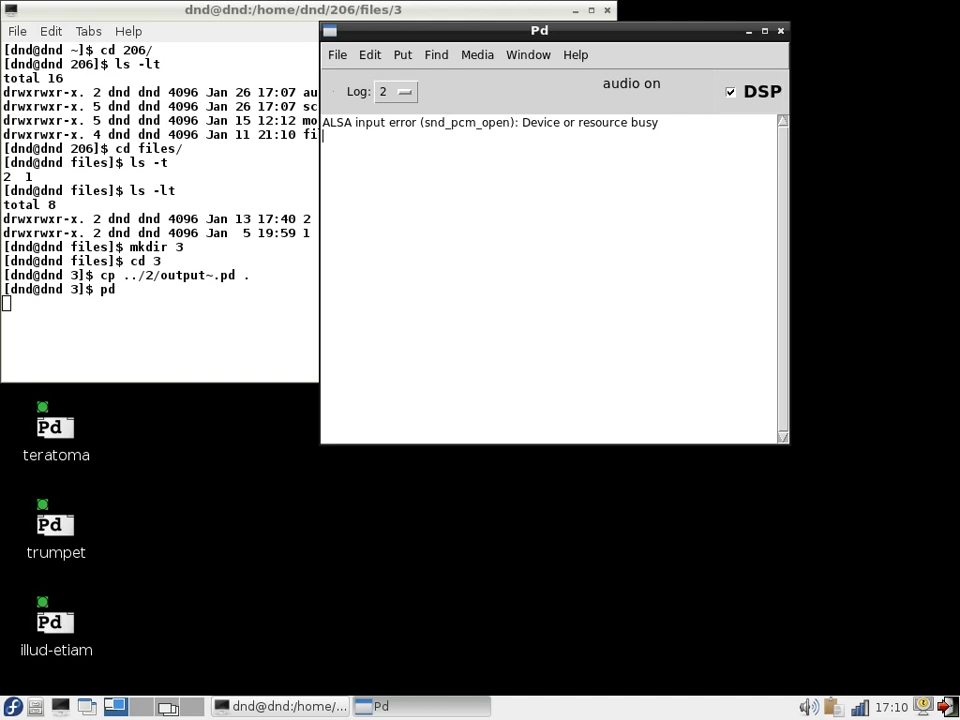 dnd@dnd:/home/dnd/206/files/3
File Edit Tabs Help
[dnd@dnd ~]$ cd 206/
[dnd@dnd 206]$ ls -lt
total 16
drwxrwxr-x. 2 dnd dnd 4096 Jan 26 17:07 au
drwxrwxr-x. 5 dnd dnd 4096 Jan 26 17:07 sc
drwxrwxr-x. 5 dnd dnd 4096 Jan 15 12:12 mo
drwxrwxr-x. 4 dnd dnd 4096 Jan 11 21:10 fi
[dnd@dnd 206]$ cd files/
[dnd@dnd files]$ ls -t
2 1
[dnd@dnd files]$ ls -lt
total 8
drwxrwxr-x. 2 dnd dnd 4096 Jan 13 17:40 2
drwxrwxr-x. 2 dnd dnd 4096 Jan  5 19:59 1
[dnd@dnd files]$ mkdir 3
[dnd@dnd files]$ cd 3
[dnd@dnd 3]$ cp ../2/output~.pd .
[dnd@dnd 3]$ pd
Pd
File Edit Put Find Media Window Help
Log: 2 audio on DSP
ALSA input error (snd_pcm_open): Device or resource busy
Pd
teratoma
Pd
trumpet
Pd
illud-etiam
dnd@dnd:/home/... Pd 17:10